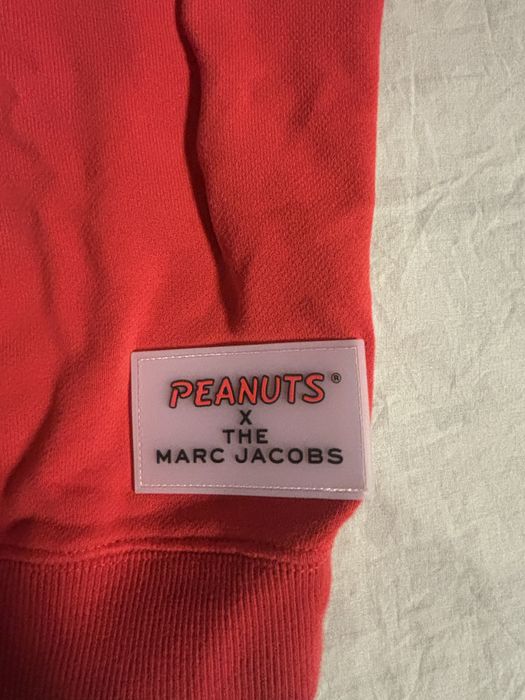 PEANUTS®
X
THE
MARC JACOBS